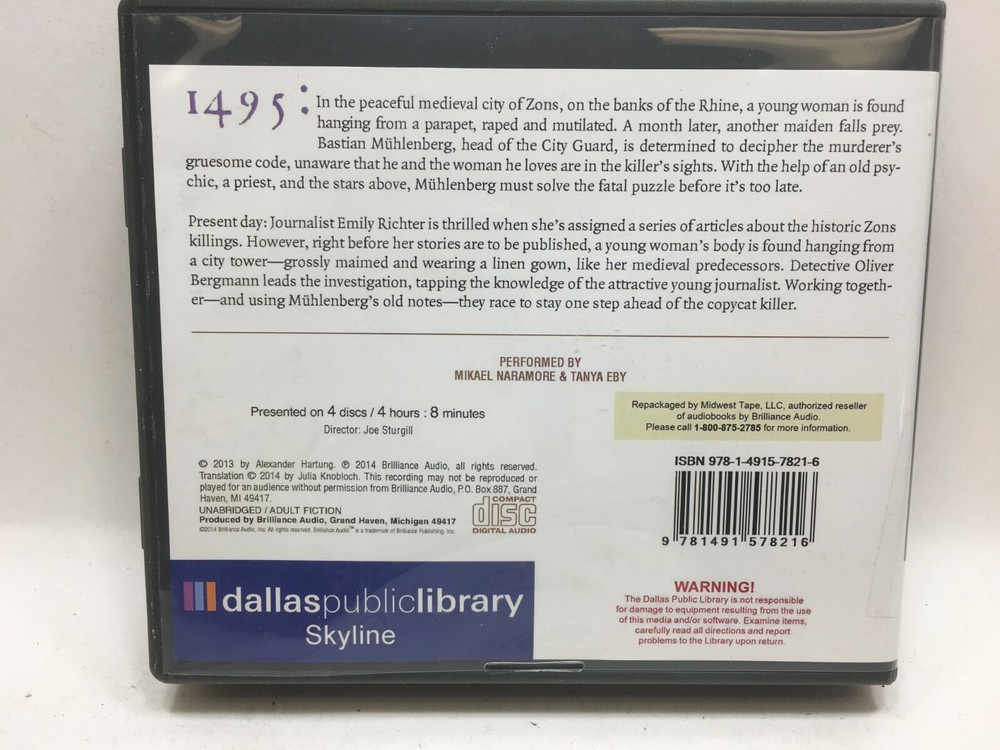 1495: In the peaceful medieval city of Zons, on the banks of the Rhine, a young woman is found
hanging from a parapet, raped and mutilated. A month later, another maiden falls prey.
Bastian Mühlenberg, head of the City Guard, is determined to decipher the murderer's
gruesome code, unaware that he and the woman he loves are in the killer's sights. With the help of an old psy-
chic, a priest, and the stars above, Mühlenberg must solve the fatal puzzle before it's too late.
Present day: Journalist Emily Richter is thrilled when she's assigned a series of articles about the historic Zons
killings. However, right before her stories are to be published, a young woman's body is found hanging from
a city tower—grossly maimed and wearing a linen gown, like her medieval predecessors. Detective Oliver
Bergmann leads the investigation, tapping the knowledge of the attractive young journalist. Working togeth-
er—and using Mühlenberg's old notes—they race to stay one step ahead of the copycat killer.
PERFORMED BY
MIKAEL NARAMORE & TANYA EBY
Presented on 4 discs / 4 hours : 8 minutes
Director: Joe Sturgill
Repackaged by Midwest Tape, LLC, authorized reseller
of audiobooks by Brilliance Audio.
Please call 1-800-875-2785 for more information.
© 2013 by Alexander Hartung. ℗ 2014 Brilliance Audio, all rights reserved.
Translation © 2014 by Julia Knobloch. This recording may not be reproduced or
played for an audience without permission from Brilliance Audio, P.O. Box 887, Grand
Haven, MI 49417.
UNABRIDGED / ADULT FICTION
Produced by Brilliance Audio, Grand Haven, Michigan 49417
©2014 Brilliance Audio, Inc. All rights reserved. Brilliance Audio™ is a trademark of Brilliance Publishing, Inc.
COMPACT
disc
DIGITAL AUDIO
ISBN 978-1-4915-7821-6
9 781491 578216
dallaspubliclibrary
Skyline
WARNING!
The Dallas Public Library is not responsible
for damage to equipment resulting from the use
of this media and/or software. Examine items,
carefully read all directions and report
problems to the Library upon return.